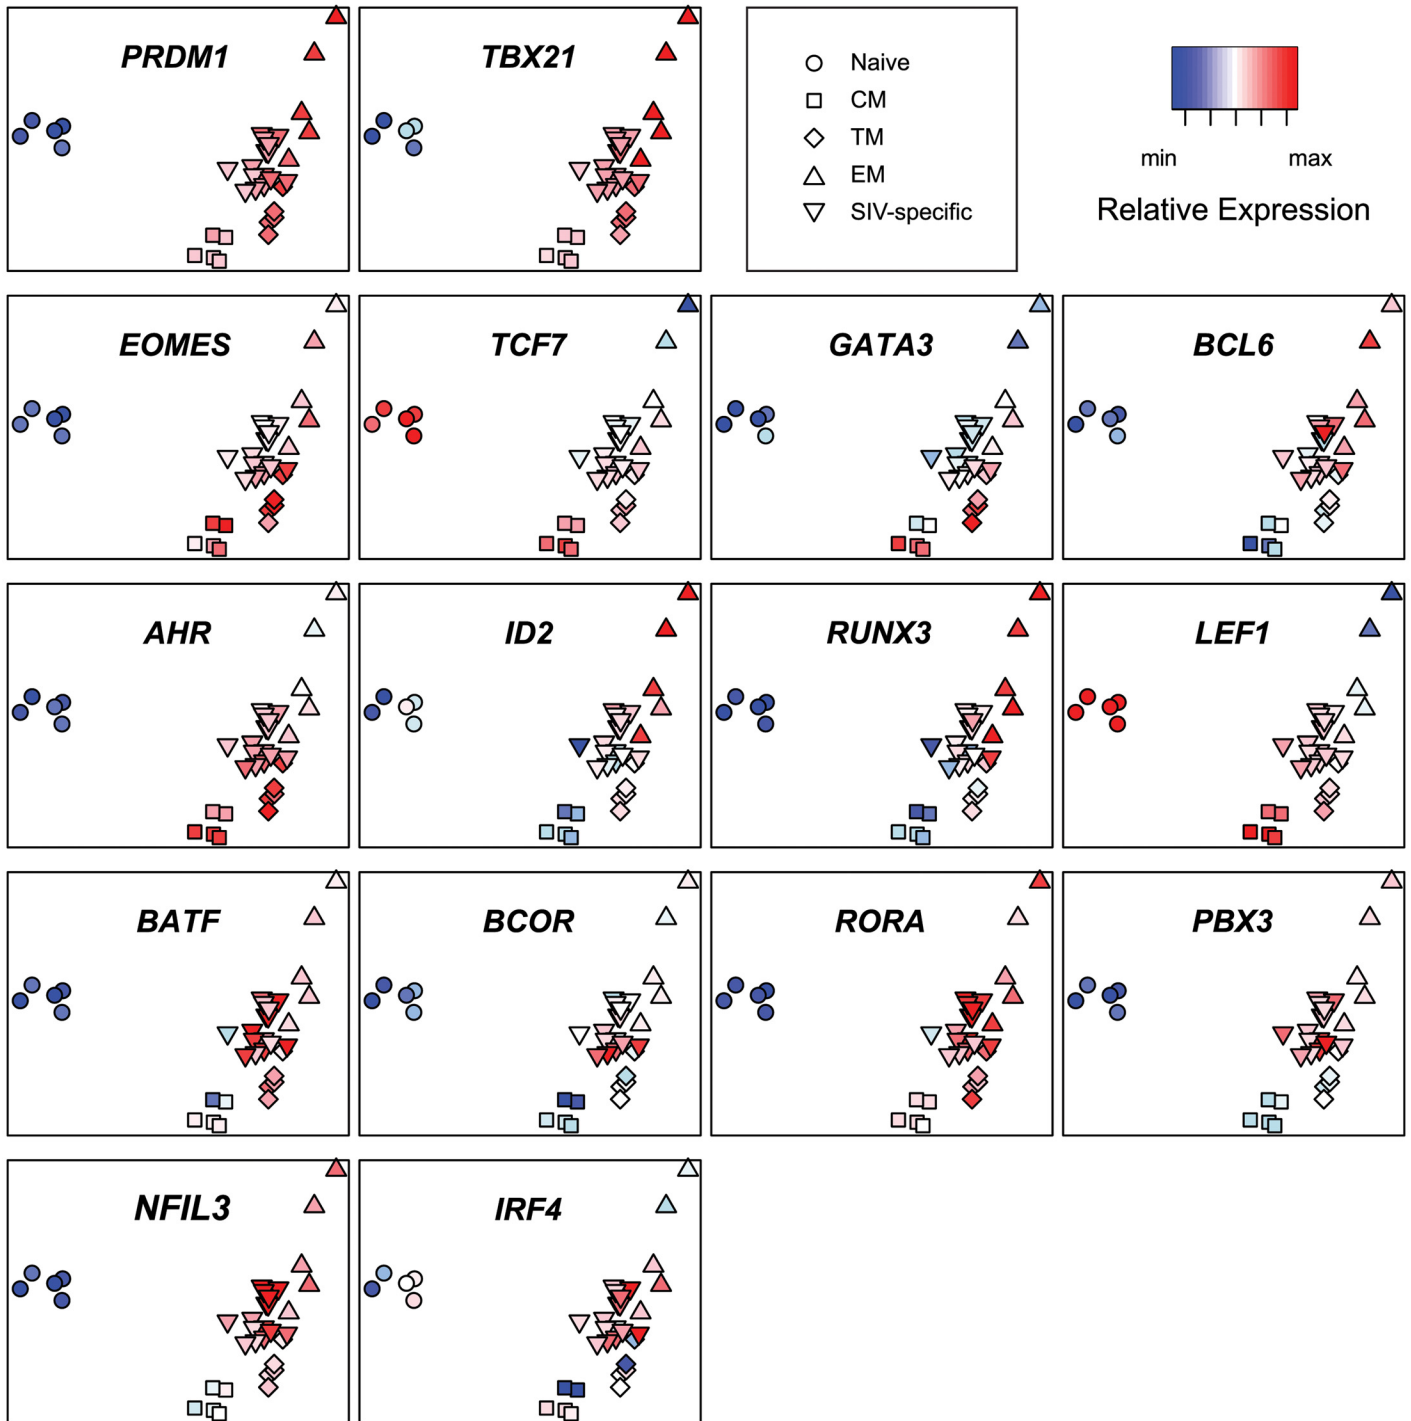 PRDM1
TBX21
Naive
CM
TM
EM
SIV-specific
min max
Relative Expression
EOMES
TCF7
GATA3
BCL6
AHR
ID2
RUNX3
LEF1
BATF
BCOR
RORA
PBX3
NFIL3
IRF4